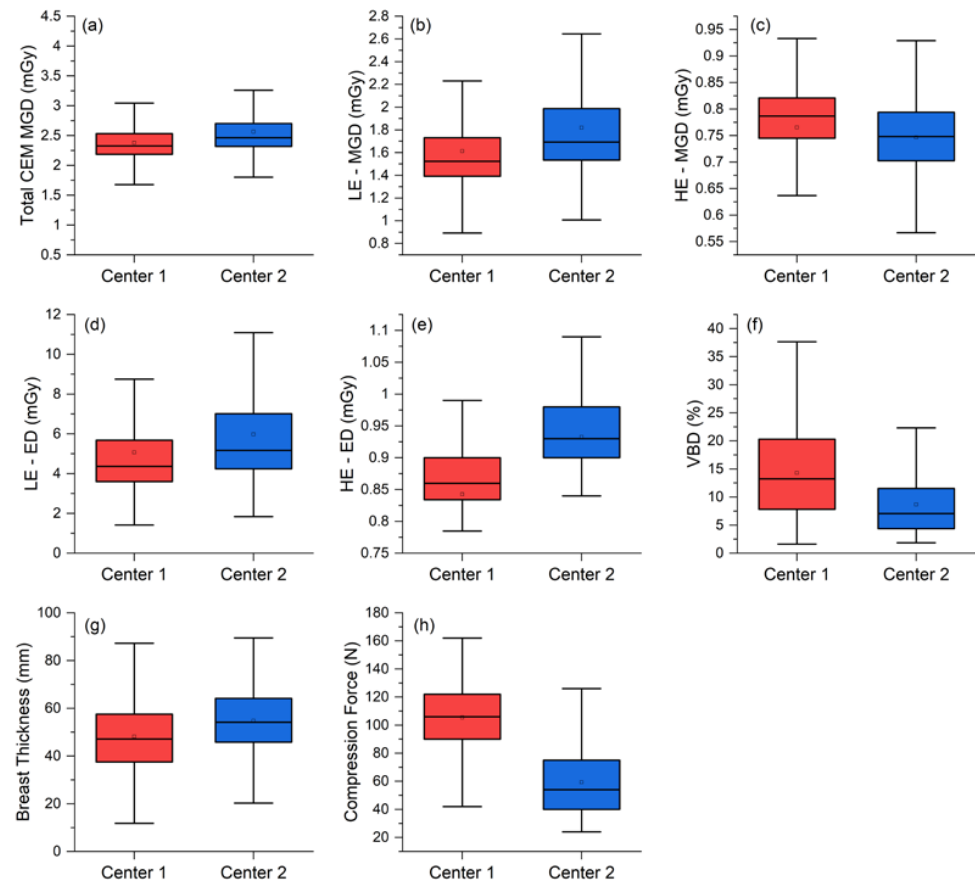 (a)
Total CEM MGD (mGy)
4.5
4.0
3.5
3.0
2.5
2.0
1.5
1.0
0.5
Center 1 Center 2
(b)
LE - MGD (mGy)
2.8
2.6
2.4
2.2
2
1.8
1.6
1.4
1.2
1
0.8
Center 1 Center 2
(c)
HE - MGD (mGy)
0.95
0.9
0.85
0.8
0.75
0.7
0.65
0.6
0.55
Center 1 Center 2
(d)
LE - ED (mGy)
12
10
8
6
4
2
0
Center 1 Center 2
(e)
HE - ED (mGy)
1.1
1.05
1
0.95
0.9
0.85
0.8
0.75
Center 1 Center 2
(f)
VBD (%)
40
35
30
25
20
15
10
5
0
Center 1 Center 2
(g)
Breast Thickness (mm)
100
80
60
40
20
0
Center 1 Center 2
(h)
Compression Force (N)
180
160
140
120
100
80
60
40
20
Center 1 Center 2